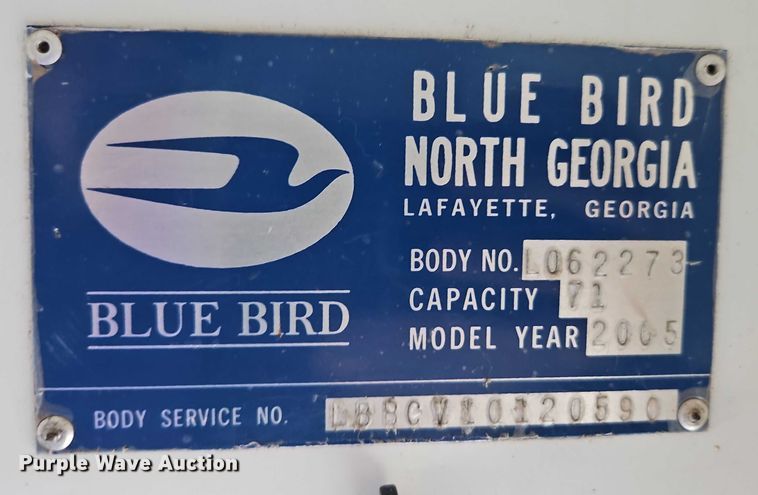 BLUE BIRD
NORTH GEORGIA
LAFAYETTE, GEORGIA
BODY NO. L062273
CAPACITY 71
MODEL YEAR 2005
BLUE BIRD
BODY SERVICE NO.
Purple Wave Auction